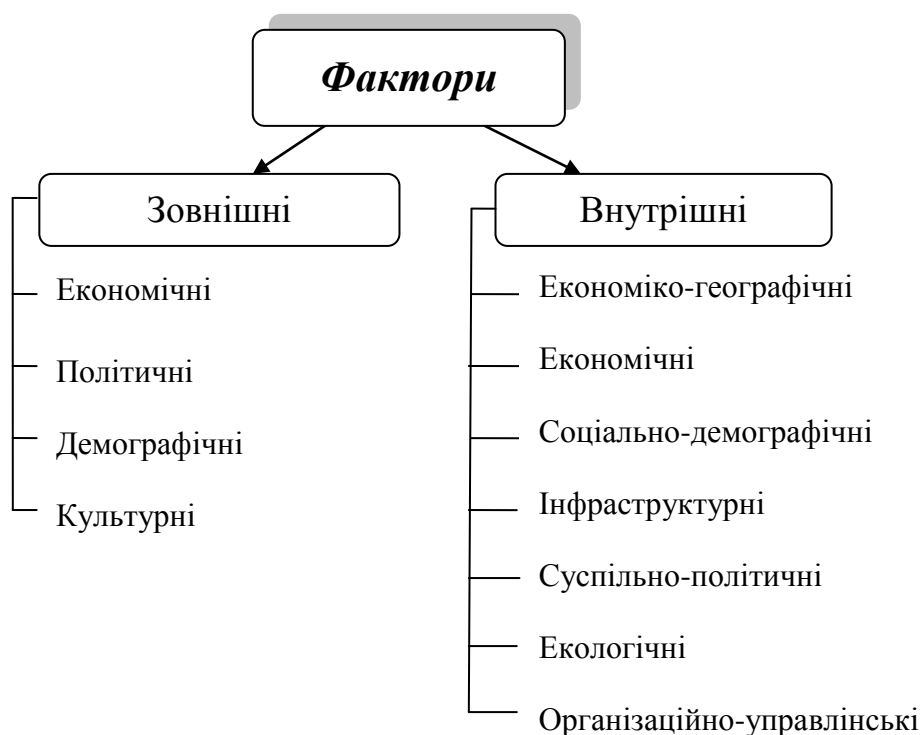 Фактори
Зовнішні
Економічні
Політичні
Демографічні
Культурні
Внутрішні
Економіко-географічні
Економічні
Соціально-демографічні
Інфраструктурні
Суспільно-політичні
Екологічні
Організаційно-управлінські